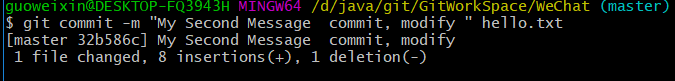 guoweixin@DESKTOP-FQ3943H MINGW64 /d/java/git/GitWorkSpace/WeChat (master)
$ git commit -m "My Second Message  commit, modify " hello.txt
[master 32b586c] My Second Message  commit, modify
 1 file changed, 8 insertions(+), 1 deletion(-)